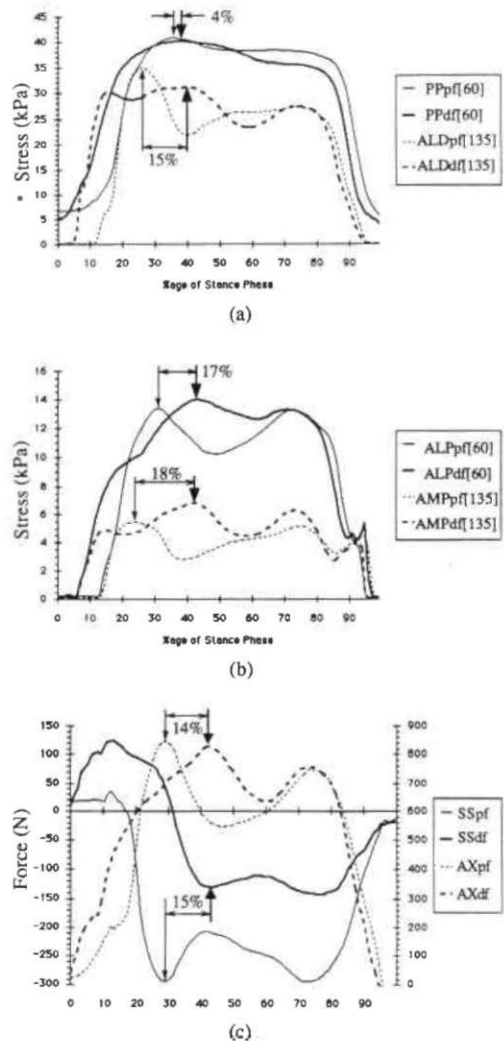 4%
45
40
35
30
25
20
15
10
5
0
Stress (kPa)
15%
0 10 20 30 40 50 60 70 80 90
%age of Stance Phase
PPpf[60]
PPdf[60]
ALDpf[135]
ALDdf[135]
(a)
16
14
12
10
8
6
4
2
0
Stress (kPa)
17%
18%
0 10 20 30 40 50 60 70 80 90
%age of Stance Phase
ALPpf[60]
ALPdf[60]
AMPpf[135]
AMPdf[135]
(b)
150
100
50
0
-50
-100
-150
-200
-250
-300
Force (N)
14%
15%
900
800
700
600
500
400
300
200
100
0
0 10 20 30 40 50 60 70 80 90
SSpf
SSdf
AXpf
AXdf
(c)